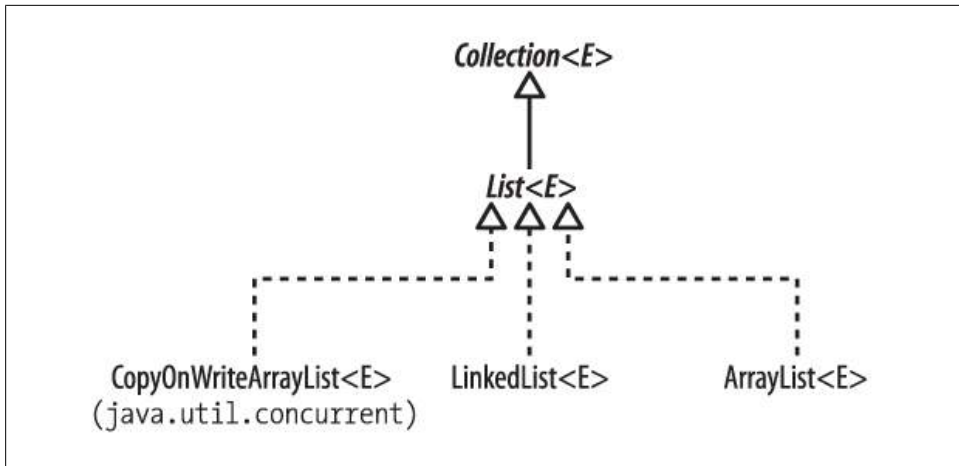 Collection<E>
List<E>
CopyOnWriteArrayList<E>
(java.util.concurrent)
LinkedList<E>
ArrayList<E>